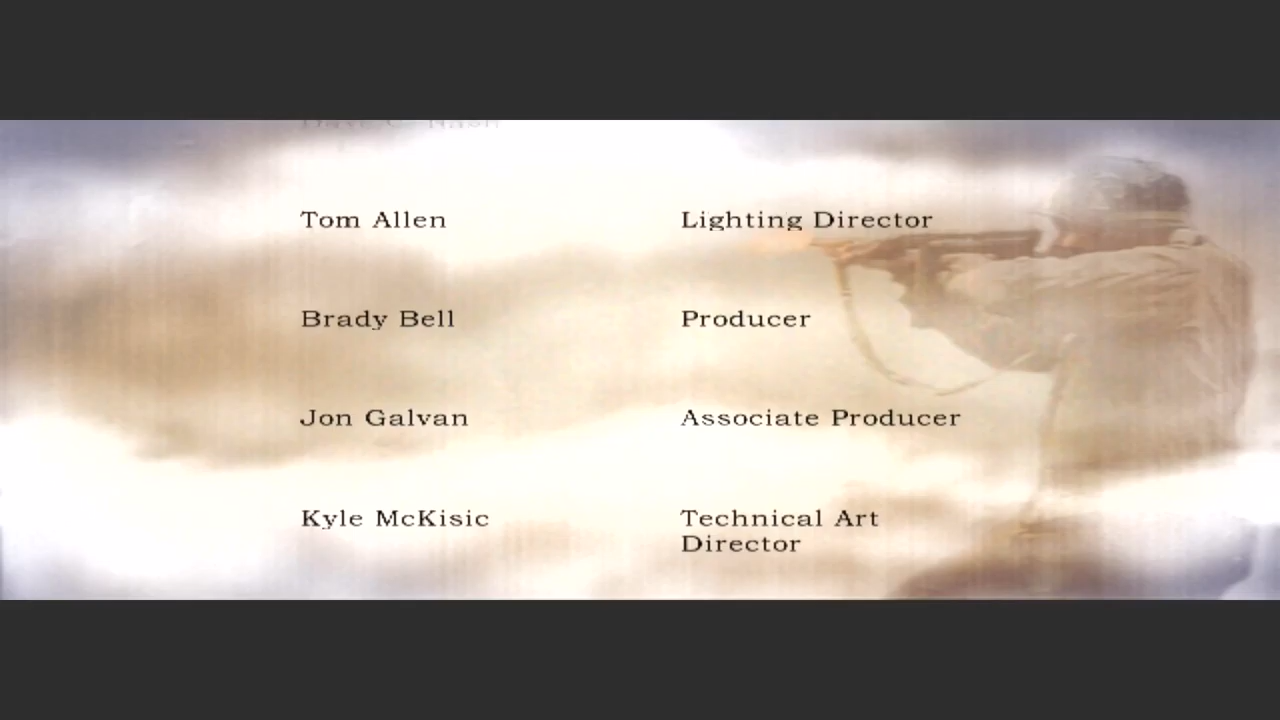 Tom Allen Lighting Director
Brady Bell Producer
Jon Galvan Associate Producer
Kyle McKisic Technical Art
Director